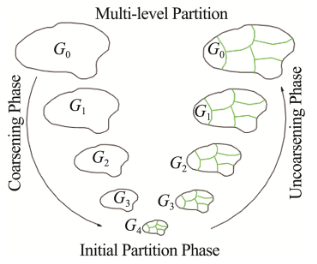 Multi-level Partition
Coarsening Phase
Uncoarsening Phase
G0
G0
G1
G1
G2
G2
G3
G3
G4
Initial Partition Phase